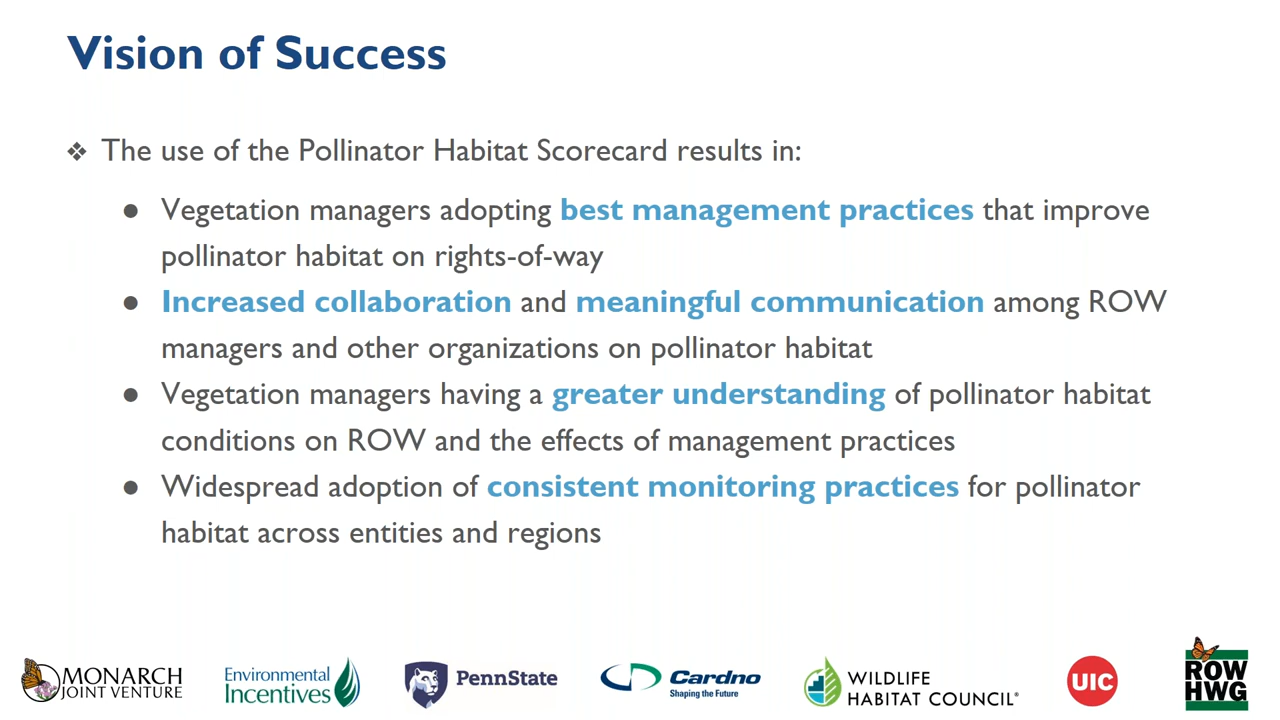 Vision of Success
❖ The use of the Pollinator Habitat Scorecard results in:
● Vegetation managers adopting best management practices that improve
pollinator habitat on rights-of-way
● Increased collaboration and meaningful communication among ROW
managers and other organizations on pollinator habitat
● Vegetation managers having a greater understanding of pollinator habitat
conditions on ROW and the effects of management practices
● Widespread adoption of consistent monitoring practices for pollinator
habitat across entities and regions
MONARCH
JOINT VENTURE
Environmental
Incentives
PennState
Cardno
Shaping the Future
WILDLIFE
HABITAT COUNCIL®
UIC
ROW
HWG